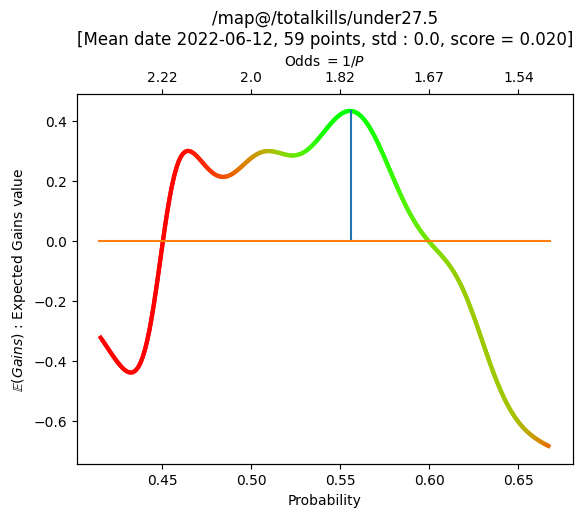 /map@/totalkills/under27.5
[Mean date 2022-06-12, 59 points, std : 0.0, score = 0.020]
Odds = 1/P
2.22 2.0 1.82 1.67 1.54
0.4
0.2
0.0
−0.2
−0.4
−0.6
𝔼(Gains) : Expected Gains value
0.45 0.50 0.55 0.60 0.65
Probability